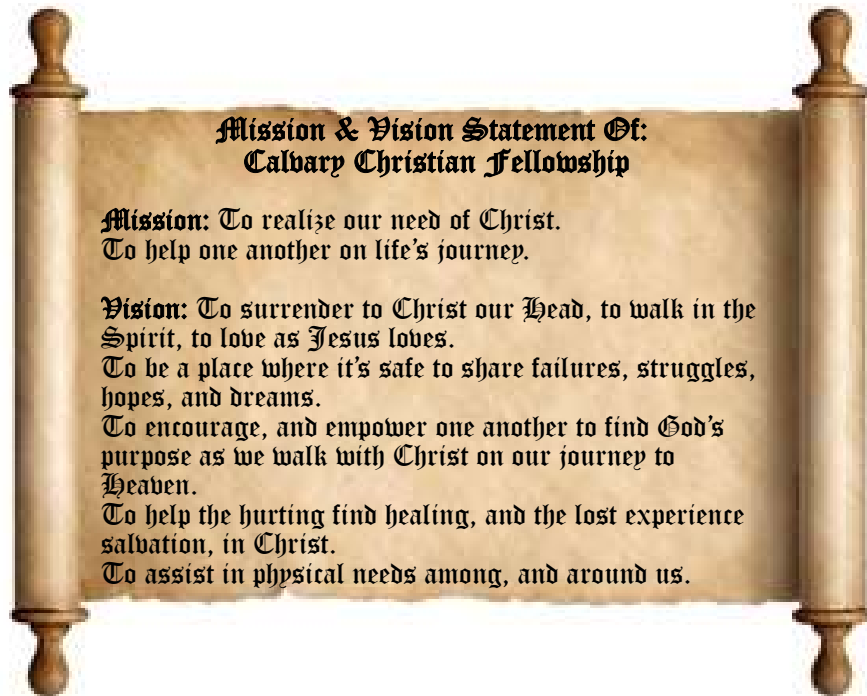 Mission & Vision Statement Of:
Calvary Christian Fellowship
Mission: To realize our need of Christ.
To help one another on life's journey.
Vision: To surrender to Christ our Head, to walk in the
Spirit, to love as Jesus loves.
To be a place where it's safe to share failures, struggles,
hopes, and dreams.
To encourage, and empower one another to find God's
purpose as we walk with Christ on our journey to
Heaven.
To help the hurting find healing, and the lost experience
salvation, in Christ.
To assist in physical needs among, and around us.